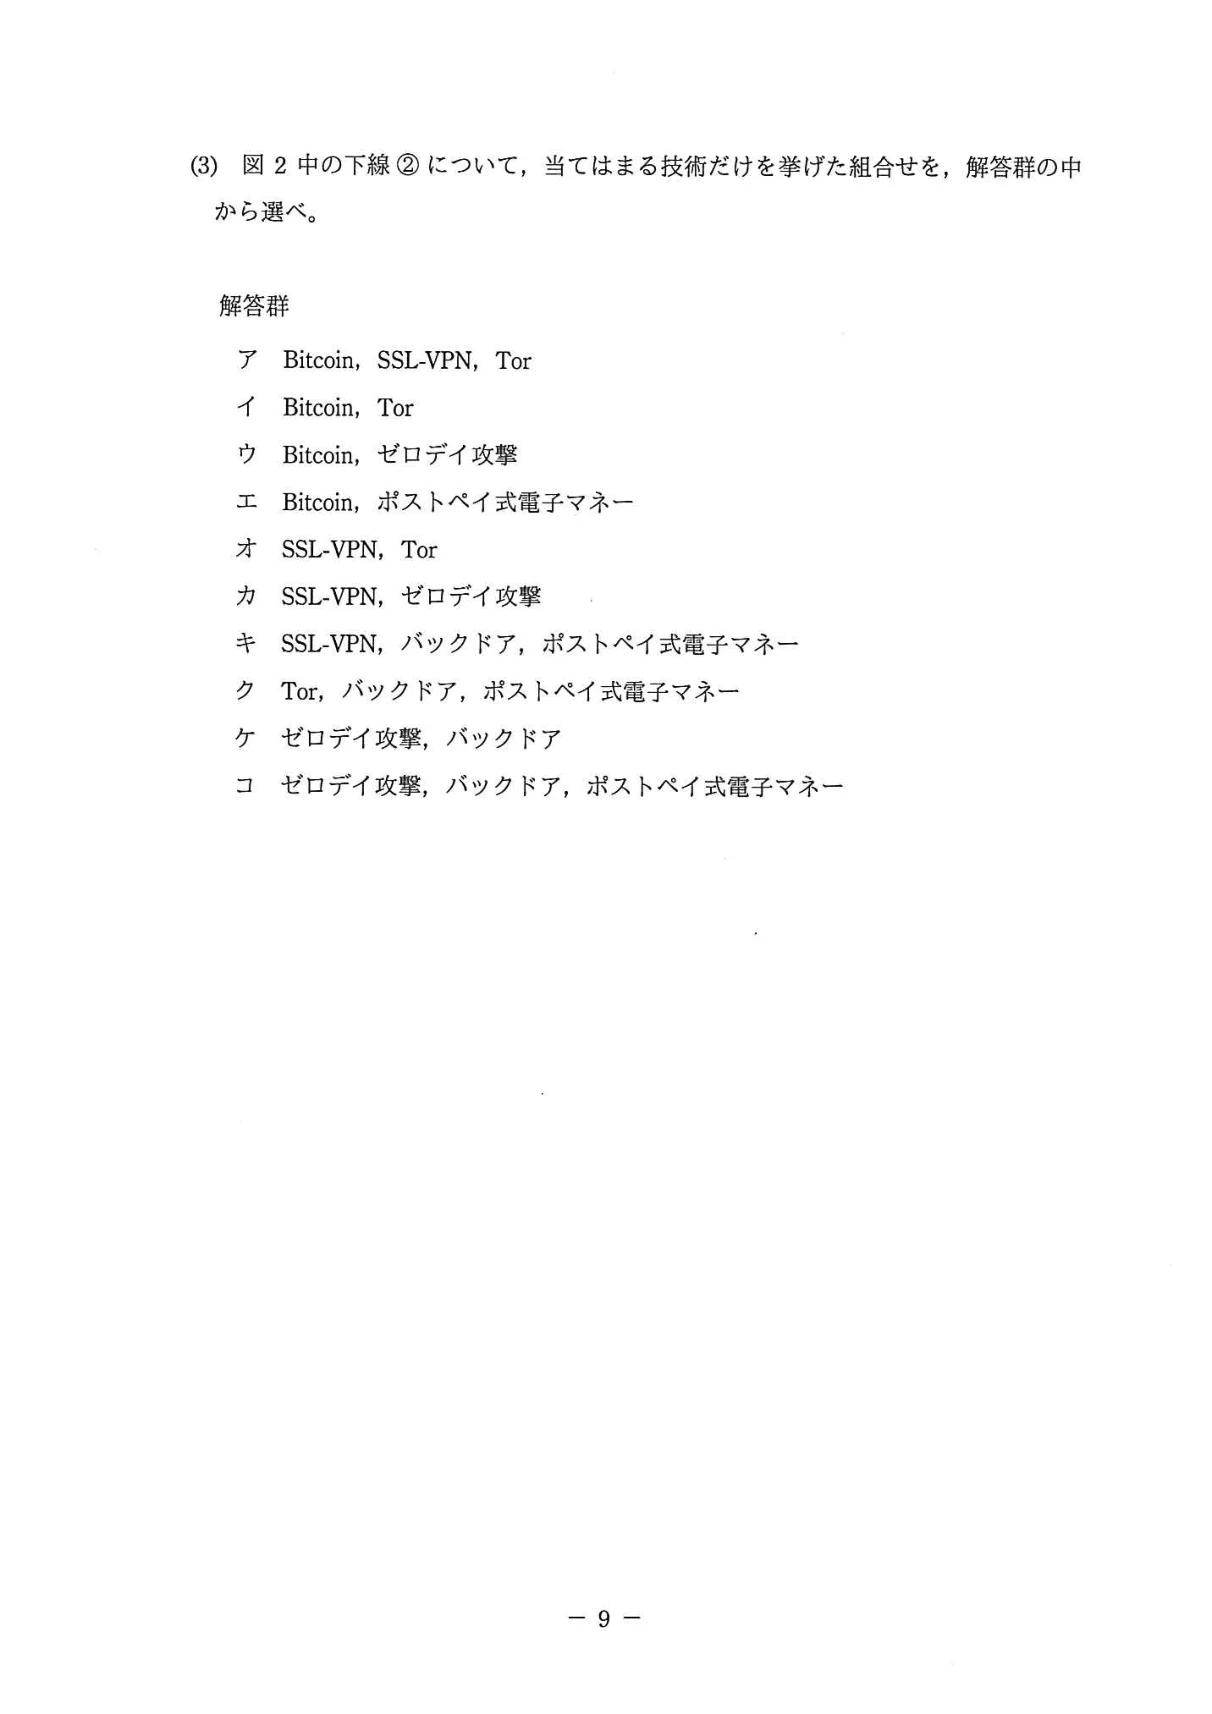 (3) 図 2 中の下線 ② について，当てはまる技術だけを挙げた組合せを，解答群の中
から選べ。
解答群
ア Bitcoin，SSL-VPN，Tor
イ Bitcoin，Tor
ウ Bitcoin，ゼロデイ攻撃
エ Bitcoin，ポストペイ式電子マネー
オ SSL-VPN，Tor
カ SSL-VPN，ゼロデイ攻撃
キ SSL-VPN，バックドア，ポストペイ式電子マネー
ク Tor，バックドア，ポストペイ式電子マネー
ケ ゼロデイ攻撃，バックドア
コ ゼロデイ攻撃，バックドア，ポストペイ式電子マネー
－ 9 －